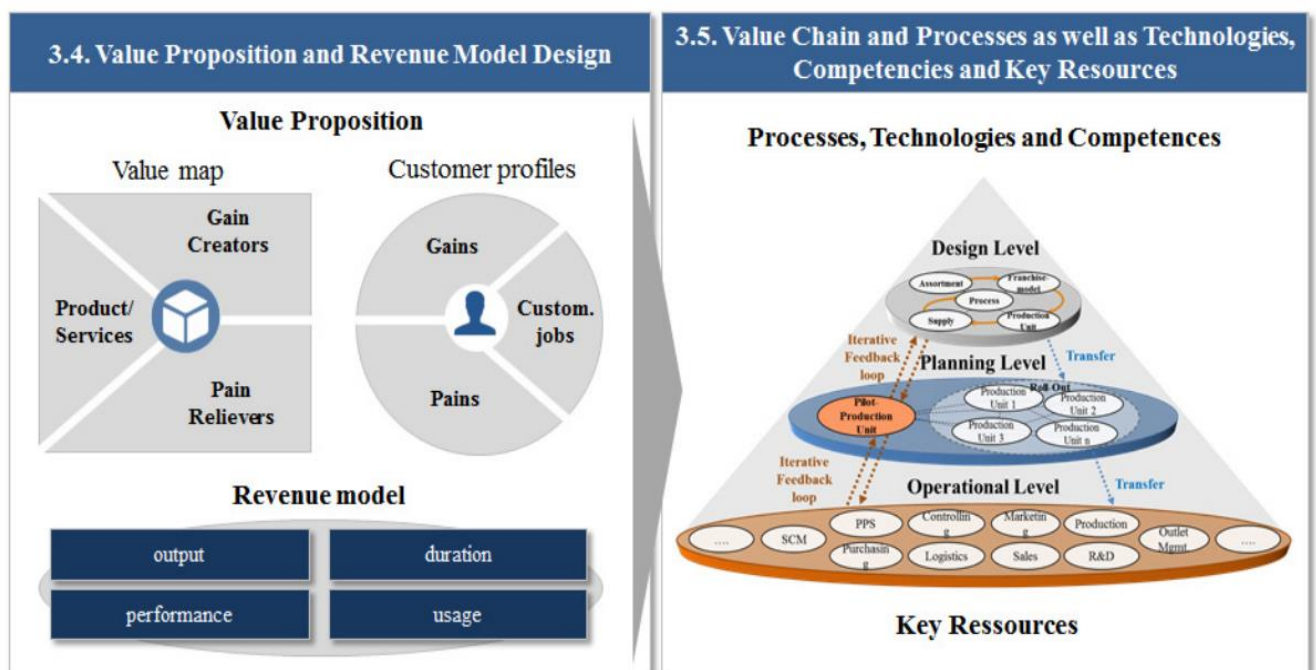 3.4. Value Proposition and Revenue Model Design
Value Proposition
Value map
Customer profiles
Gain
Creators
Product/
Services
Pain
Relievers
Gains
Custom.
jobs
Pains
Revenue model
output
duration
performance
usage
3.5. Value Chain and Processes as well as Technologies,
Competencies and Key Resources
Processes, Technologies and Competences
Design Level
Assortment
Franchise-
model
Process
Supply
Production
Unit
Iterative
Feedback
loop
Transfer
Planning Level
Roll-Out
Pilot-
Production
Unit
Production
Unit 1
Production
Unit 2
Production
Unit 3
Production
Unit n
Iterative
Feedback
loop
Transfer
Operational Level
....
SCM
PPS
Controllin
g
Marketin
g
Production
Outlet
Mgmt.
....
Purchasin
g
Logistics
Sales
R&D
Key Ressources